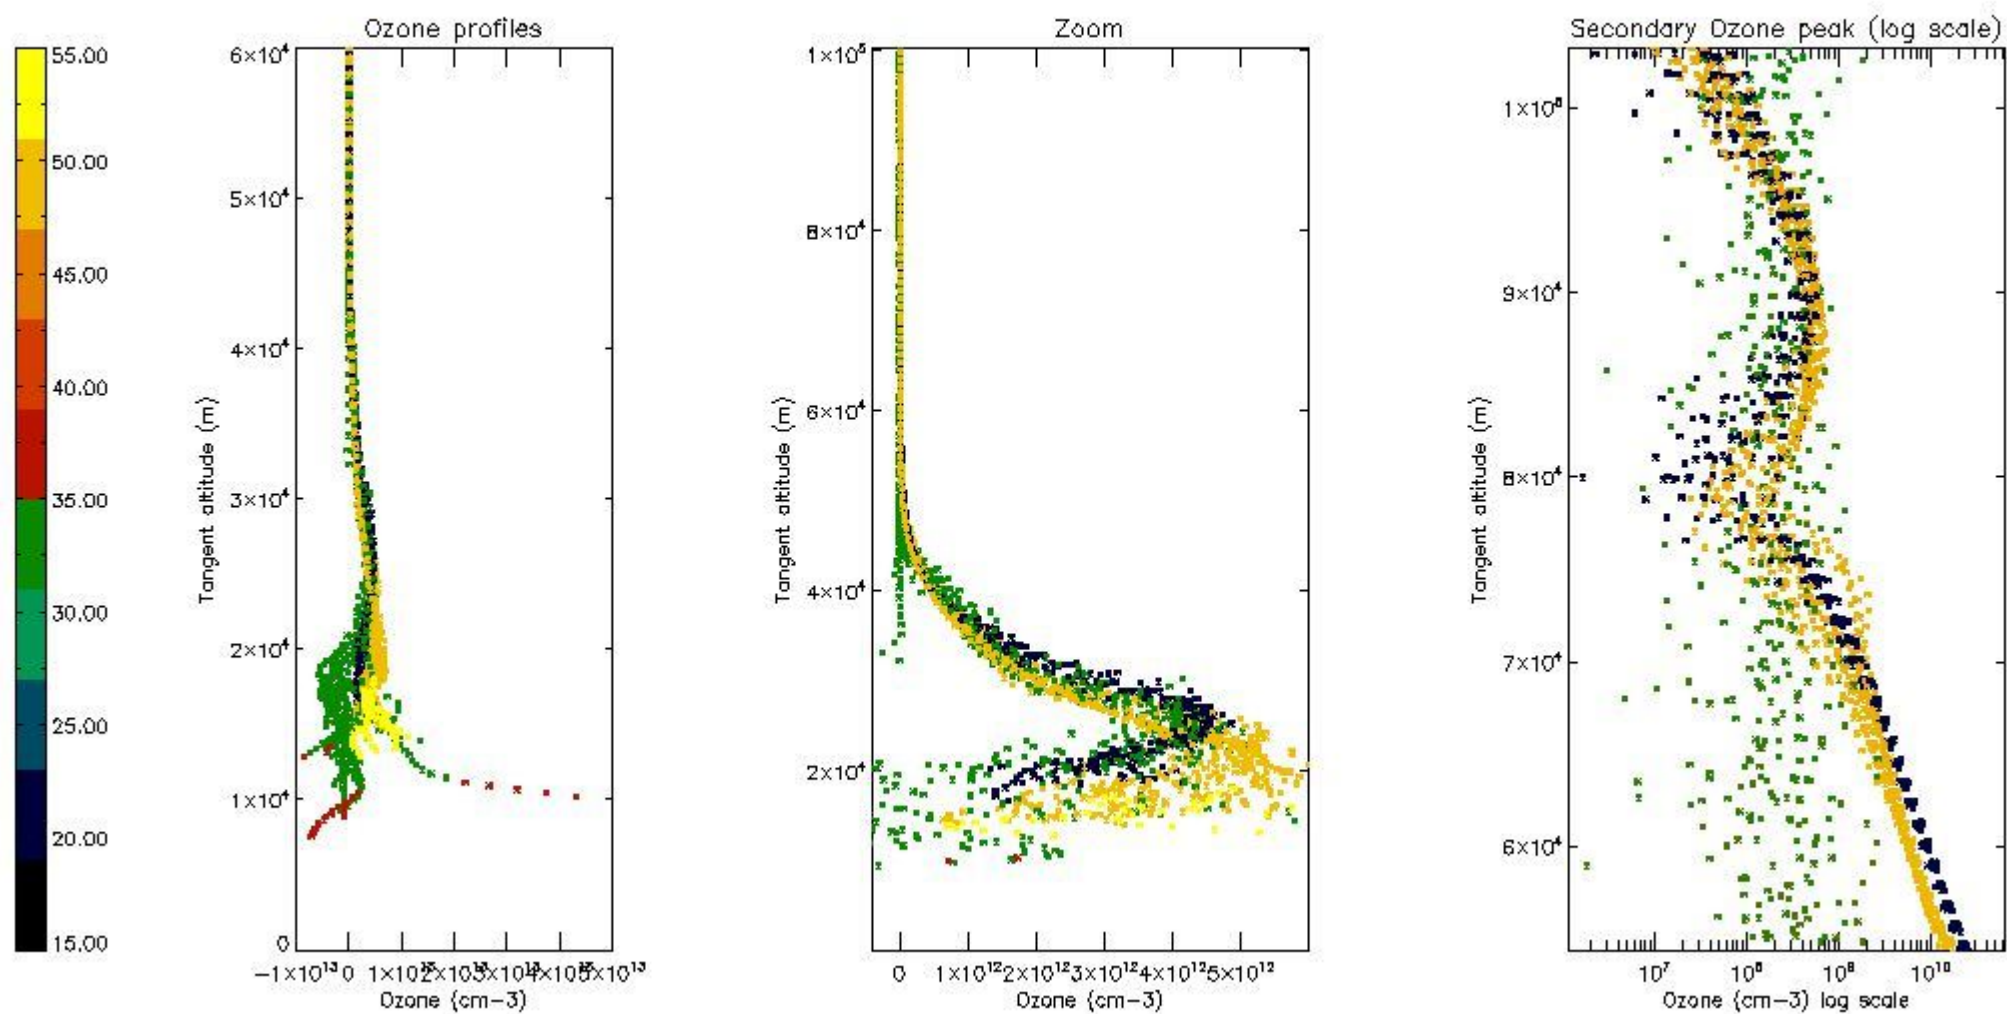 Ozone profiles
Zoom
Secondary Ozone peak (log scale)
55.00
50.00
45.00
40.00
35.00
30.00
25.00
20.00
15.00
6×10⁴
5×10⁴
4×10⁴
3×10⁴
2×10⁴
1×10⁴
0
Tangent altitude (m)
−1×10¹³ 0
Ozone (cm−3)
1×10⁵
8×10⁴
6×10⁴
4×10⁴
2×10⁴
Tangent altitude (m)
0 1×10¹² 2×10¹² 3×10¹² 4×10¹² 5×10¹²
Ozone (cm−3)
9×10⁴
8×10⁴
7×10⁴
6×10⁴
Tangent altitude (m)
10⁷ 10¹⁰
Ozone (cm−3) log scale